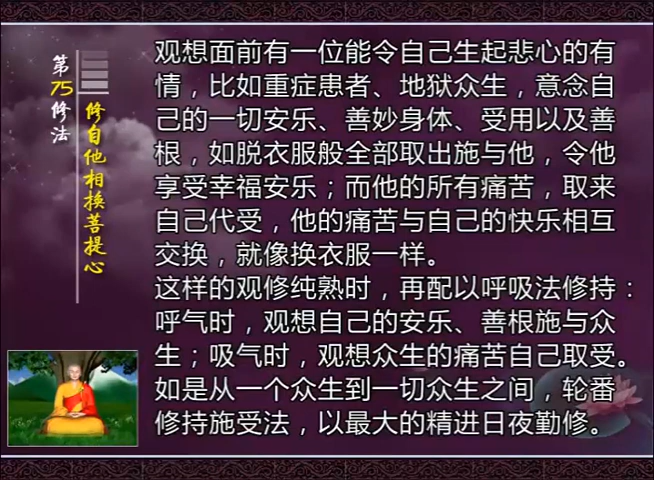 第75修法
修自他相换菩提心
观想面前有一位能令自己生起悲心的有
情，比如重症患者、地狱众生，意念自
己的一切安乐、善妙身体、受用以及善
根，如脱衣服般全部取出施与他，令他
享受幸福安乐；而他的所有痛苦，取来
自己代受，他的痛苦与自己的快乐相互
交换，就像换衣服一样。
这样的观修纯熟时，再配以呼吸法修持：
呼气时，观想自己的安乐、善根施与众
生；吸气时，观想众生的痛苦自己取受。
如是从一个众生到一切众生之间，轮番
修持施受法，以最大的精进日夜勤修。